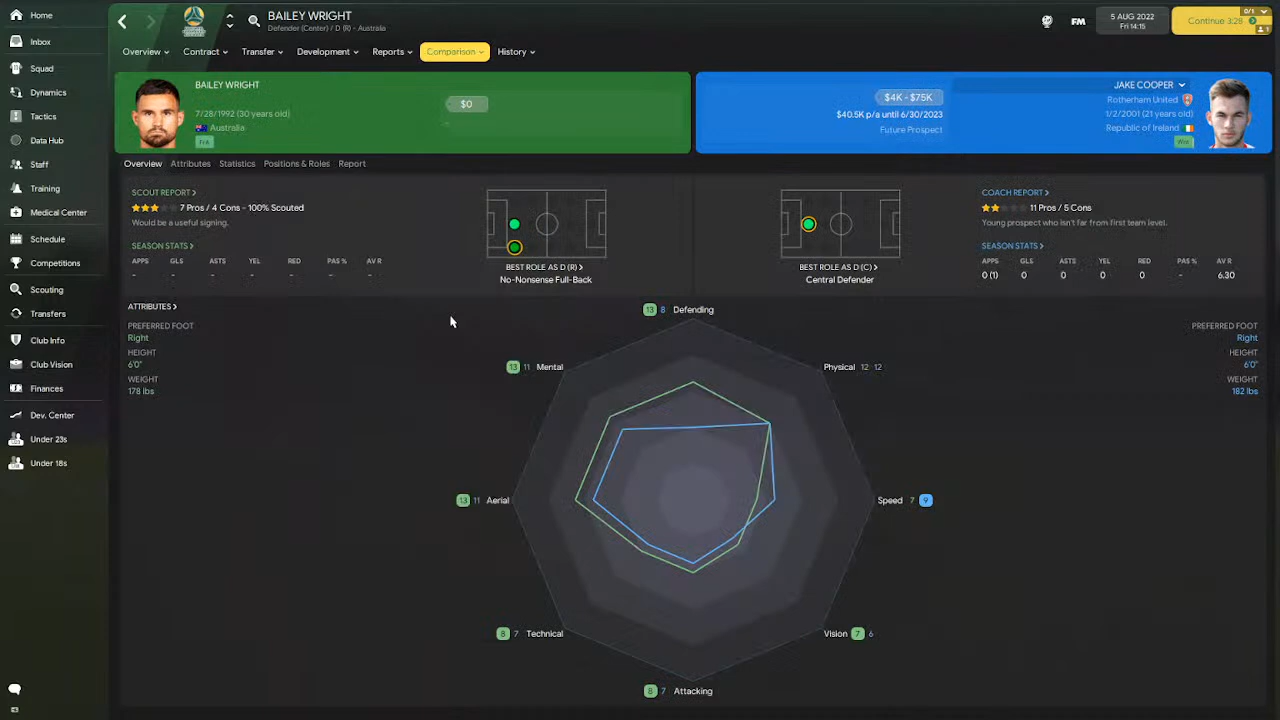 Home
Inbox
Squad
Dynamics
Tactics
Data Hub
Staff
Training
Medical Center
Schedule
Competitions
Scouting
Transfers
Club Info
Club Vision
Finances
Dev. Center
Under 23s
Under 18s
BAILEY WRIGHT
Defender (Center) / D (R) - Australia
FM
5 AUG 2022
Fri 14:15
0/1
Continue 3:28
1
Overview
Contract
Transfer
Development
Reports
Comparison
History
BAILEY WRIGHT
7/28/1992 (30 years old)
Australia
$0
JAKE COOPER
$4K - $75K
Rotherham United
$40.5K p/a until 6/30/2023
1/2/2001 (21 years old)
Future Prospect
Republic of Ireland
Wnt
Overview
Attributes
Statistics
Positions & Roles
Report
SCOUT REPORT >
7 Pros / 4 Cons - 100% Scouted
Would be a useful signing.
SEASON STATS >
APPS GLS ASTS YEL RED PAS % AV R
- - - - - - -
BEST ROLE AS D (R) >
No-Nonsense Full-Back
BEST ROLE AS D (C) >
Central Defender
COACH REPORT >
11 Pros / 5 Cons
Young prospect who isn't far from first team level.
SEASON STATS >
APPS GLS ASTS YEL RED PAS % AV R
0 (1) 0 0 0 0 - 6.30
ATTRIBUTES >
PREFERRED FOOT
Right
HEIGHT
6'0"
WEIGHT
178 lbs
PREFERRED FOOT
Right
HEIGHT
6'0"
WEIGHT
182 lbs
13 8 Defending
13 11 Mental
Physical 12 12
13 11 Aerial
Speed 7 9
8 7 Technical
Vision 7 6
8 7 Attacking